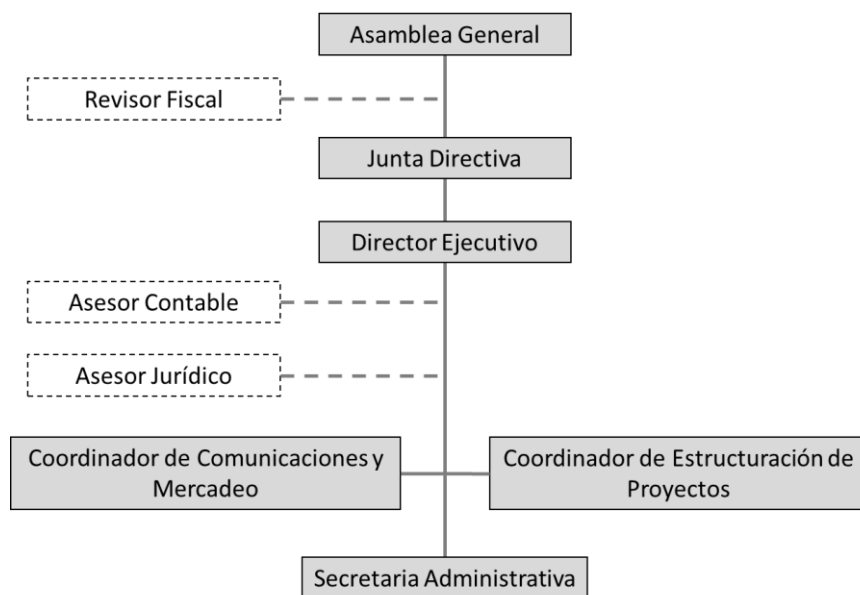 Asamblea General
Revisor Fiscal
Junta Directiva
Director Ejecutivo
Asesor Contable
Asesor Jurídico
Coordinador de Comunicaciones y
Mercadeo
Coordinador de Estructuración de
Proyectos
Secretaria Administrativa